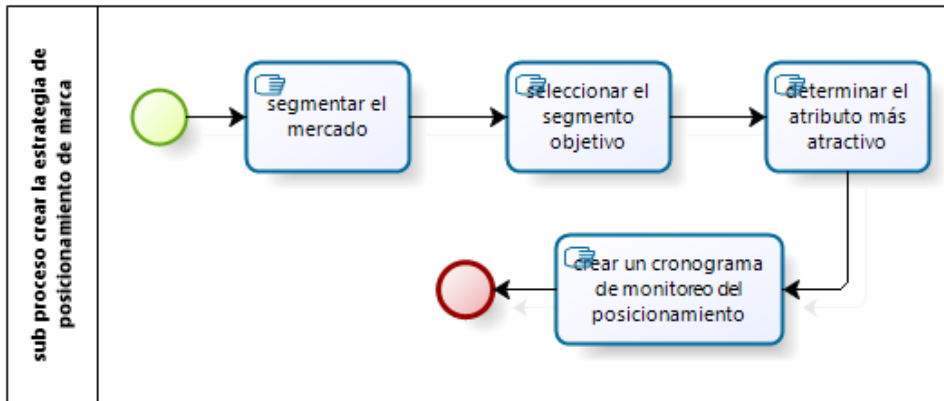 sub proceso crear la estrategia de
posicionamiento de marca
segmentar el
mercado
seleccionar el
segmento
objetivo
determinar el
atributo más
atractivo
crear un cronograma
de monitoreo del
posicionamiento